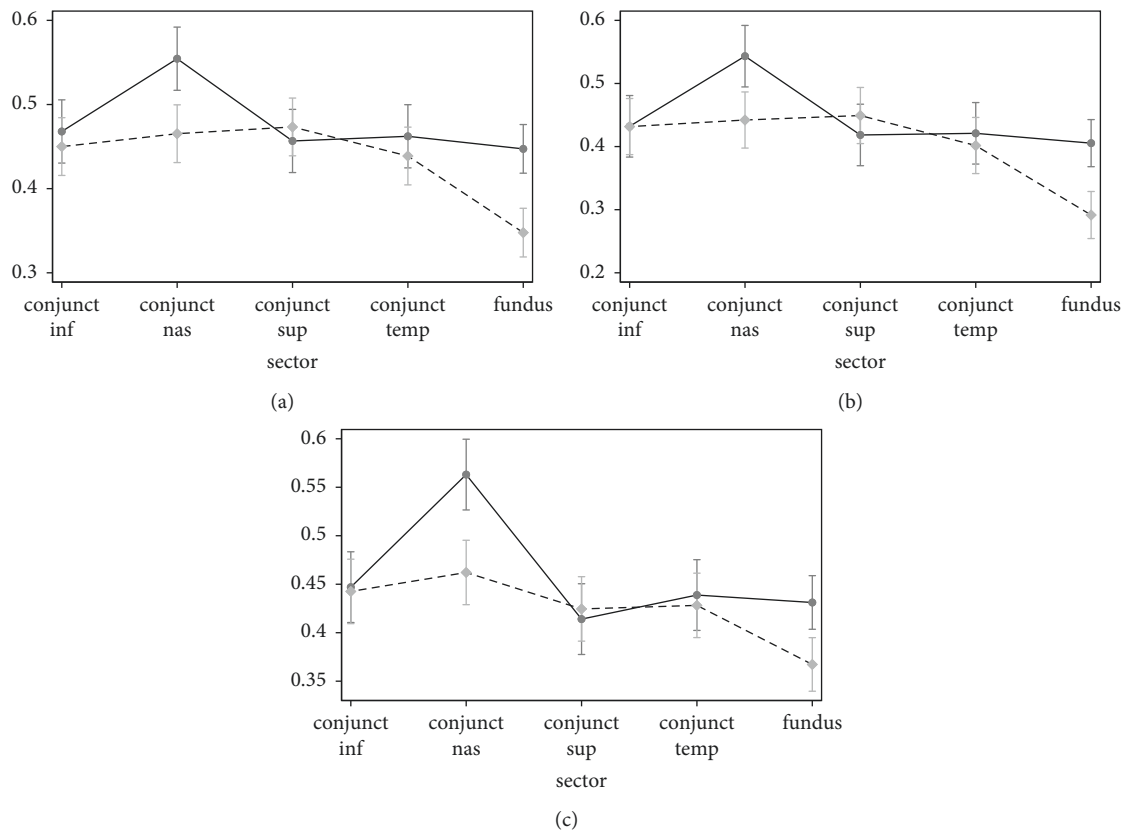 0.6
0.5
0.4
0.3
conjunct inf
conjunct nas
conjunct sup
conjunct temp
fundus
sector
(a)
0.6
0.5
0.4
0.3
0.2
conjunct inf
conjunct nas
conjunct sup
conjunct temp
fundus
sector
(b)
0.6
0.55
0.5
0.45
0.4
0.35
conjunct inf
conjunct nas
conjunct sup
conjunct temp
fundus
sector
(c)